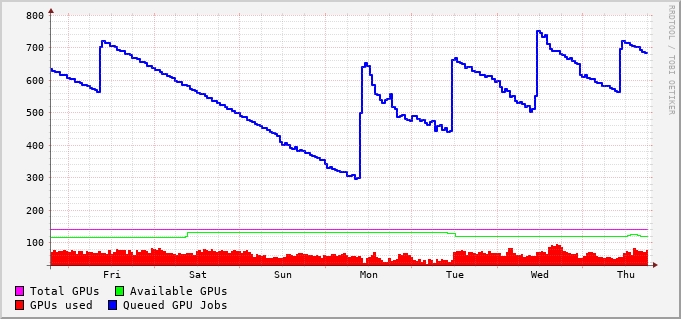 800
700
600
500
400
300
200
100
Fri Sat Sun Mon Tue Wed Thu
Total GPUs Available GPUs
GPUs used Queued GPU Jobs
RRDTOOL / TOBI OETIKER